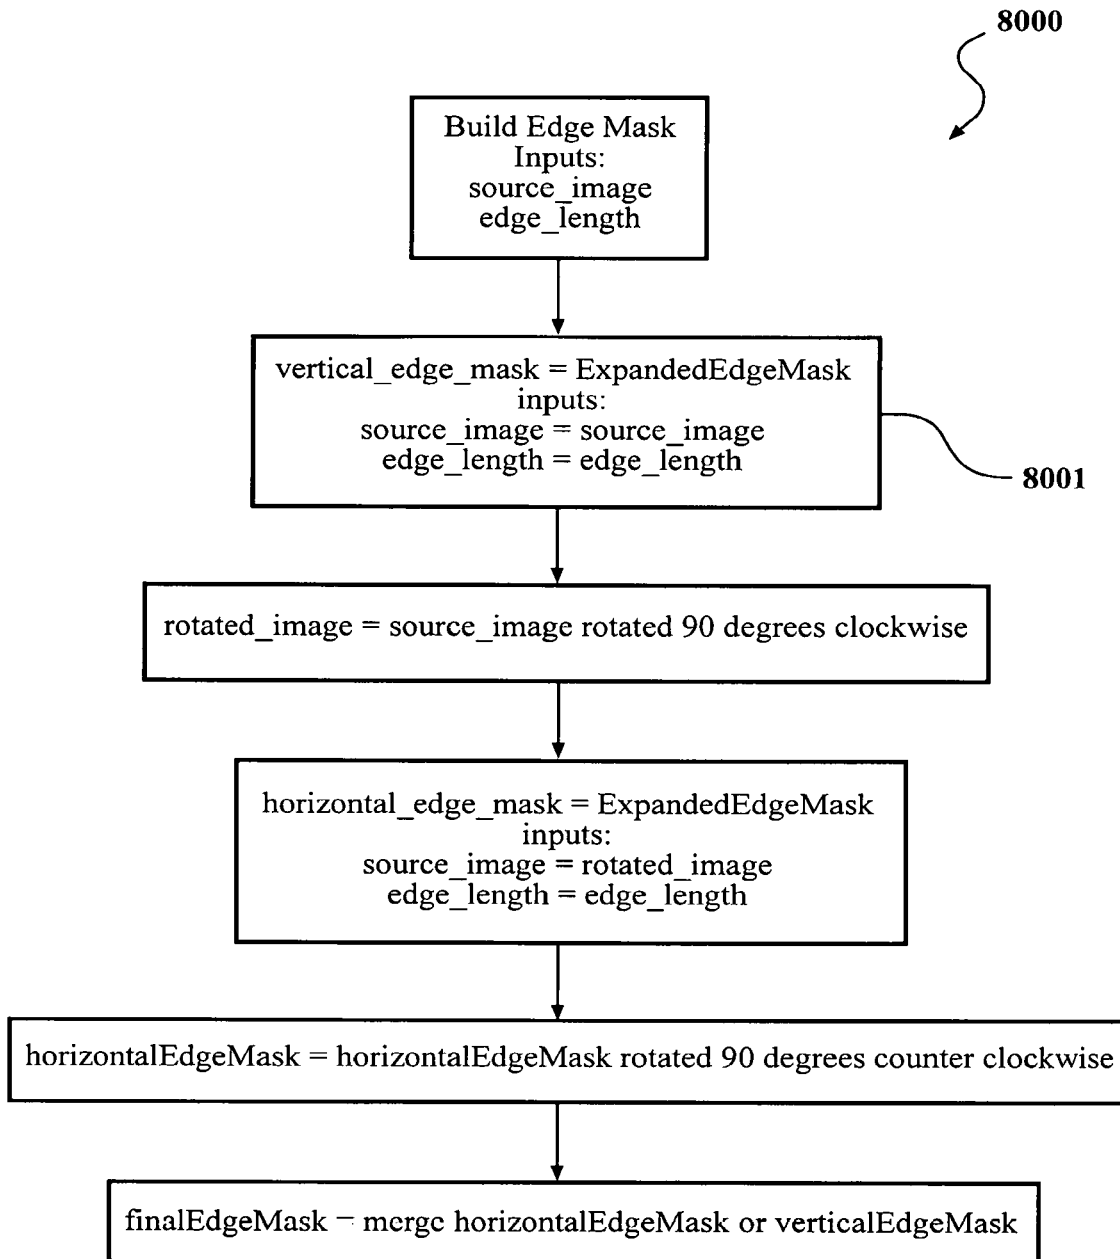 8000
Build Edge Mask
Inputs:
source_image
edge_length
vertical_edge_mask = ExpandedEdgeMask
inputs:
source_image = source_image
edge_length = edge_length
8001
rotated_image = source_image rotated 90 degrees clockwise
horizontal_edge_mask = ExpandedEdgeMask
inputs:
source_image = rotated_image
edge_length = edge_length
horizontalEdgeMask = horizontalEdgeMask rotated 90 degrees counter clockwise
finalEdgeMask = merge horizontalEdgeMask or verticalEdgeMask